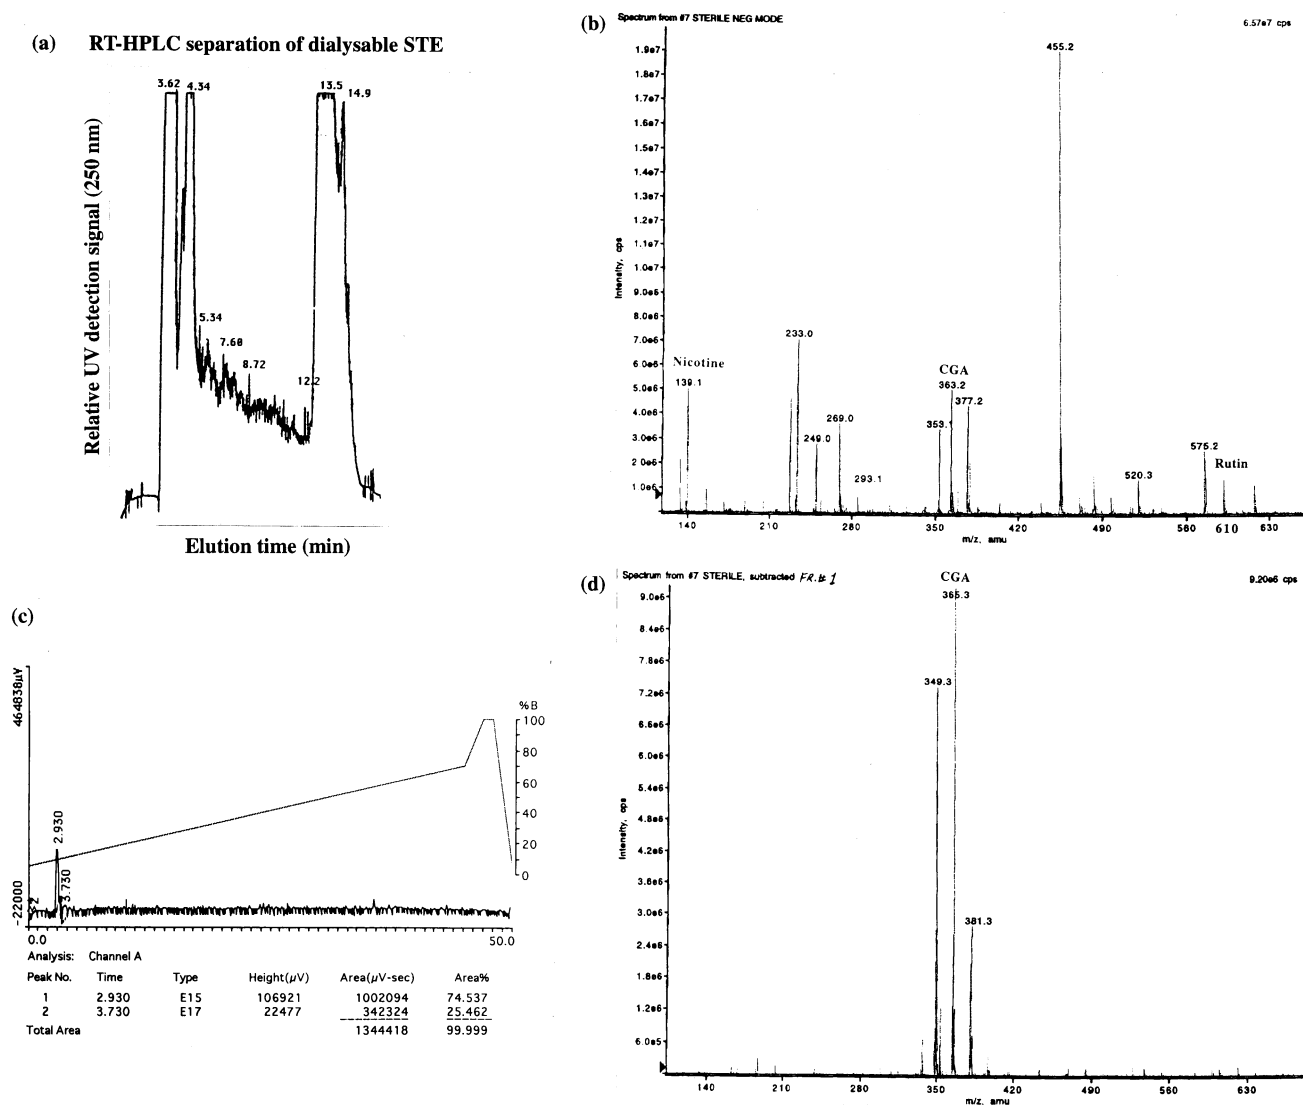 (a) RT-HPLC separation of dialysable STE
3.62 4.34 13.5 14.9
5.34 7.68 8.72 12.2
Relative UV detection signal (250 nm)
Elution time (min)
(b) Spectrum from #7 STERILE NEG MODE 6.57e7 cps
455.2
1.9e7
1.8e7
1.7e7
1.6e7
1.5e7
1.4e7
1.3e7
1.2e7
1.1e7
1.0e7
9.0e6
8.0e6
7.0e6
6.0e6
5.0e6
4.0e6
3.0e6
2.0e6
1.0e6
Intensity, cps
Nicotine
139.1
233.0
249.0
269.0
293.1
CGA
363.2
353.1
377.2
520.3
575.2
Rutin
140 210 280 350 420 490 560 610 630
m/z, amu
(c)
464838µV
-22000
%B
100
80
60
40
20
0
2
2.930
3.730
0.0 50.0
Analysis: Channel A
Peak No. Time Type Height(µV) Area(µV-sec) Area%
1 2.930 E15 106921 1002094 74.537
2 3.730 E17 22477 342324 25.462
Total Area 1344418 99.999
(d) Spectrum from #7 STERILE, subtracted FR.# 1 9.20e6 cps
CGA
365.3
349.3
381.3
9.0e6
8.4e6
7.8e6
7.2e6
6.6e6
6.0e6
5.4e6
4.8e6
4.2e6
3.6e6
3.0e6
2.4e6
1.8e6
1.2e6
6.0e5
Intensity, cps
140 210 280 350 420 490 560 630
m/z, amu